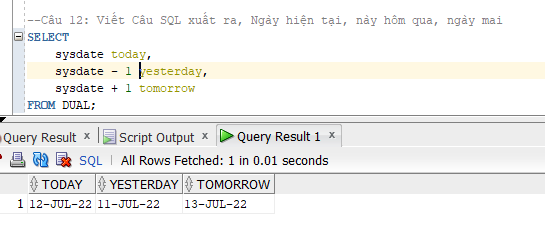 --Câu 12: Viết Câu SQL xuất ra, Ngày hiện tại, này hôm qua, ngày mai
SELECT
sysdate today,
sysdate - 1 yesterday,
sysdate + 1 tomorrow
FROM DUAL;
Query Result × Script Output × Query Result 1 ×
SQL | All Rows Fetched: 1 in 0.01 seconds
TODAY YESTERDAY TOMORROW
1 12-JUL-22 11-JUL-22 13-JUL-22